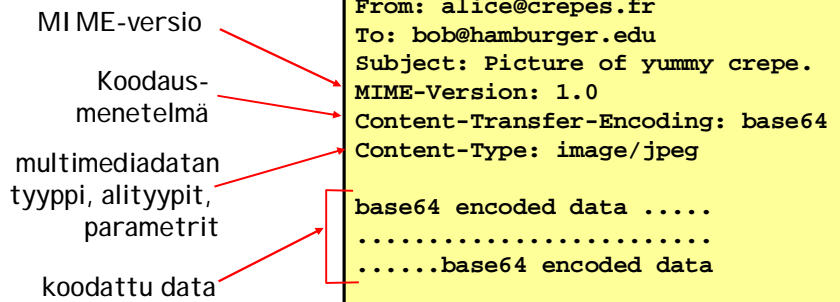 MIME-versio
Koodaus-
menetelmä
multimediadatan
tyyppi, alityypit,
parametrit
koodattu data
From: alice@crepes.fr
To: bob@hamburger.edu
Subject: Picture of yummy crepe.
MIME-Version: 1.0
Content-Transfer-Encoding: base64
Content-Type: image/jpeg
base64 encoded data .....
.........................
......base64 encoded data